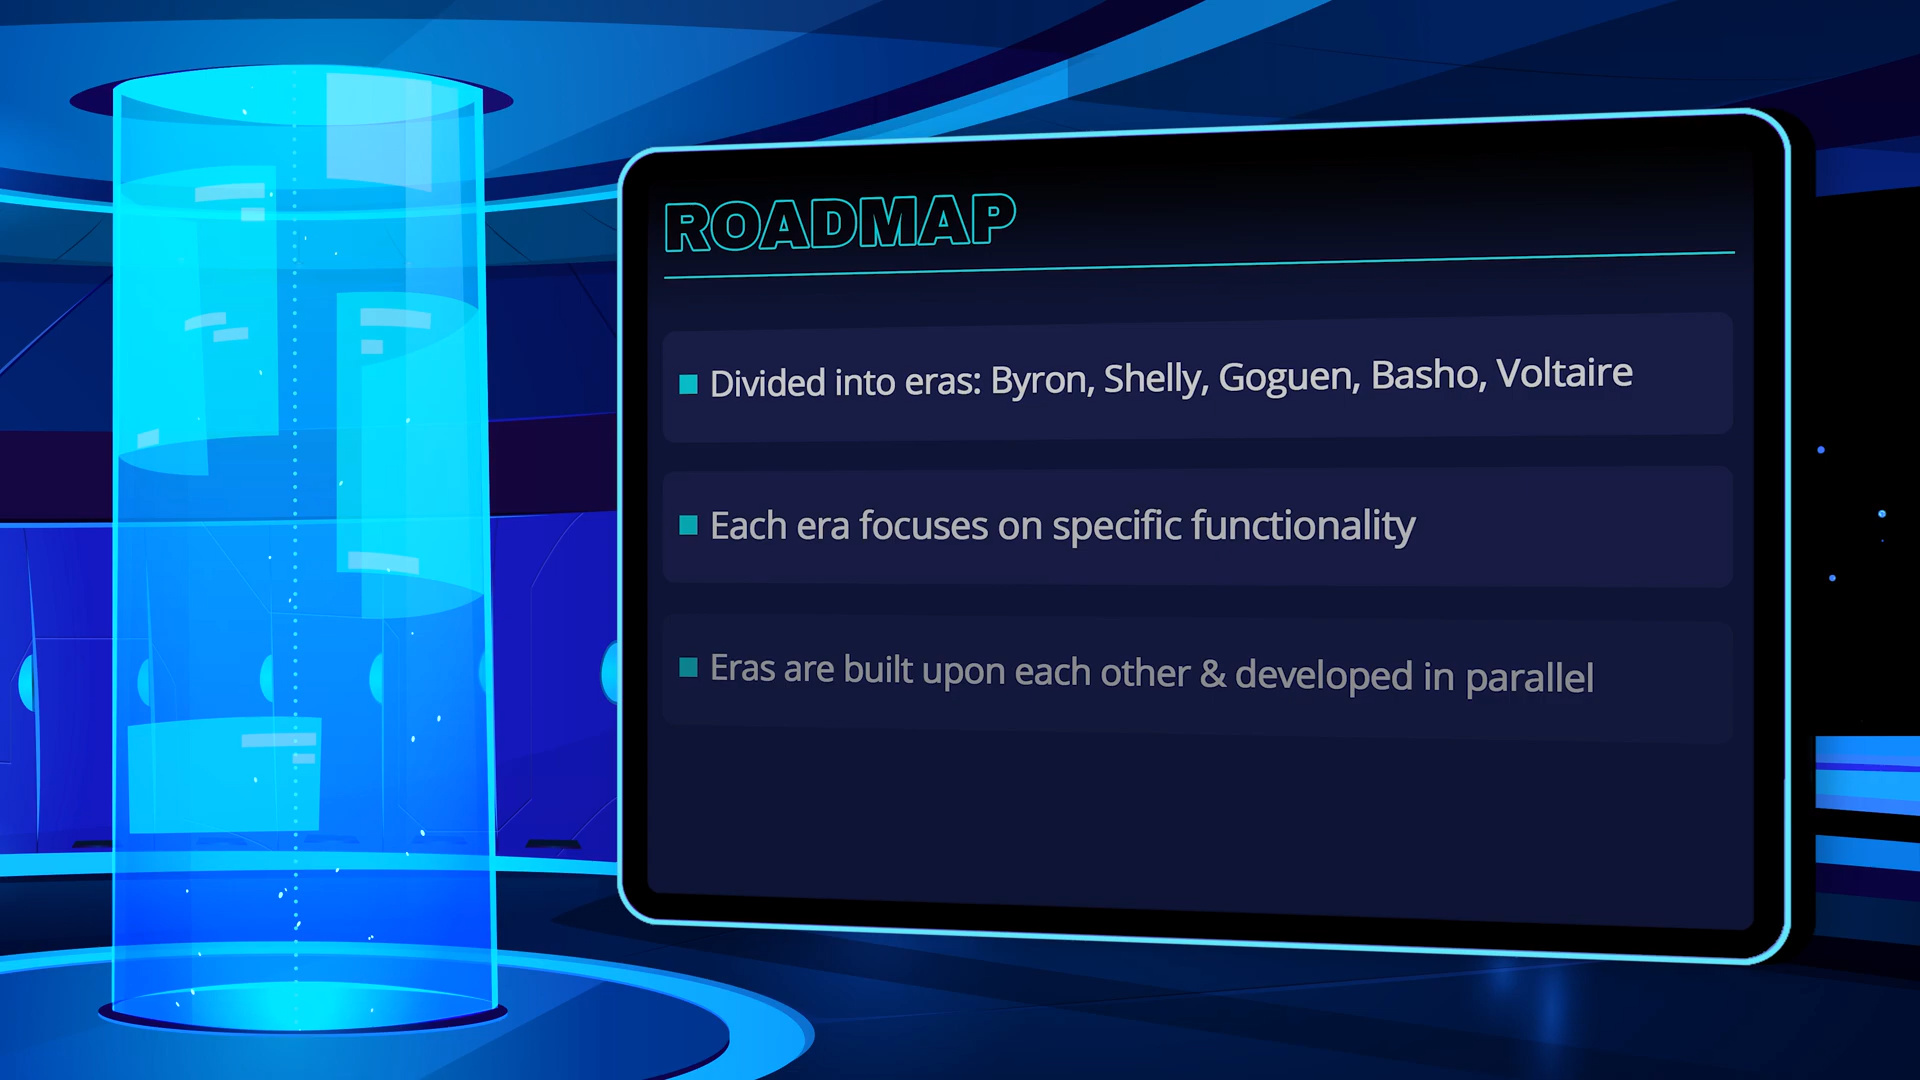 ROADMAP
Divided into eras: Byron, Shelly, Goguen, Basho, Voltaire
Each era focuses on specific functionality
Eras are built upon each other & developed in parallel